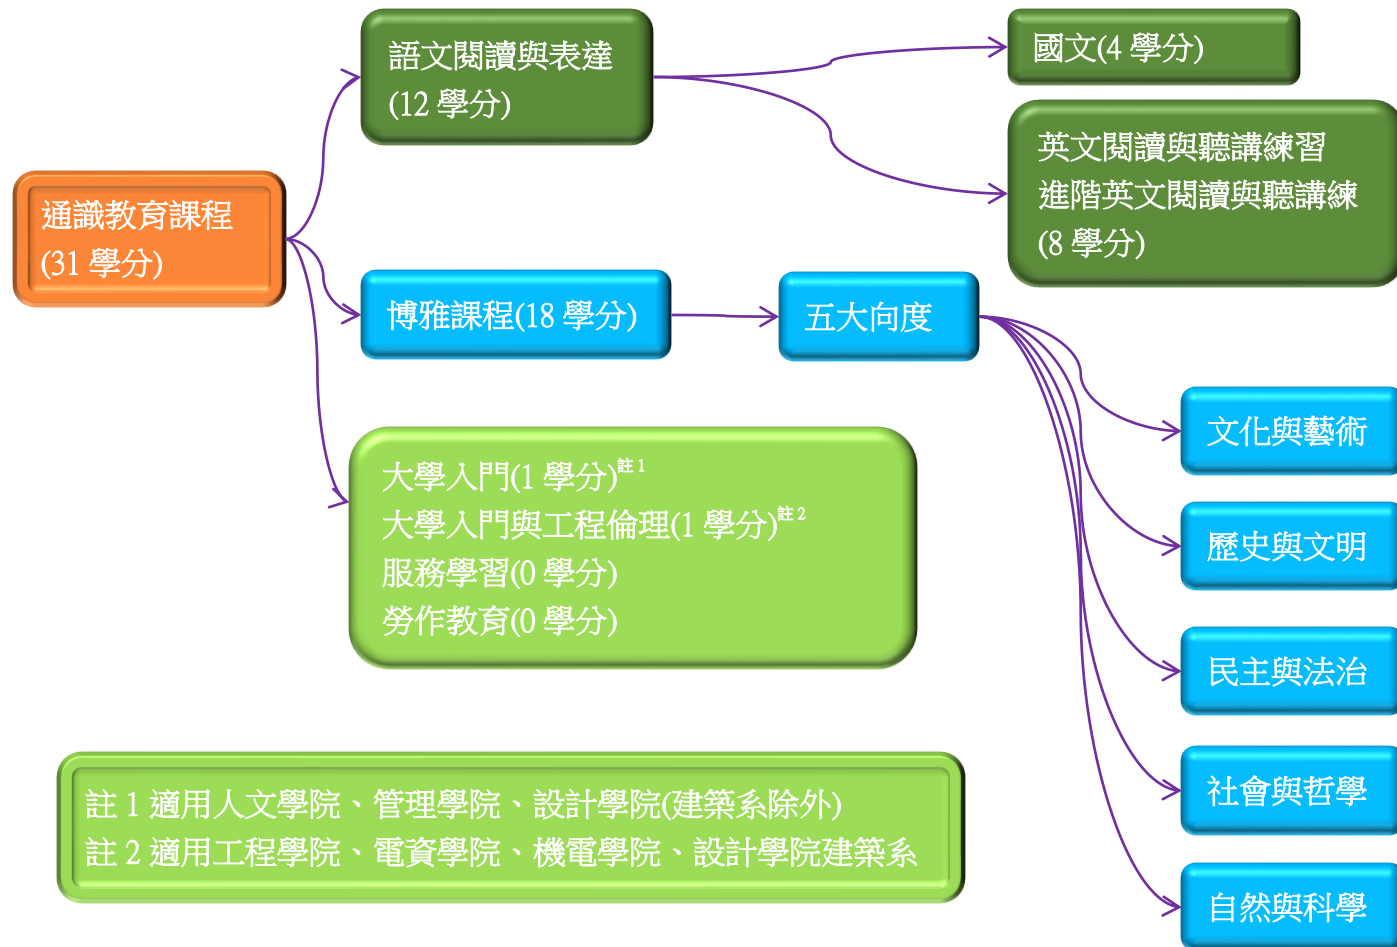 語文閱讀與表達
(12 學分)
國文(4 學分)
英文閱讀與聽講練習
進階英文閱讀與聽講練
(8 學分)
通識教育課程
(31 學分)
博雅課程(18 學分)
五大向度
文化與藝術
歷史與文明
民主與法治
社會與哲學
自然與科學
大學入門(1 學分)註 1
大學入門與工程倫理(1 學分)註 2
服務學習(0 學分)
勞作教育(0 學分)
註 1 適用人文學院、管理學院、設計學院(建築系除外)
註 2 適用工程學院、電資學院、機電學院、設計學院建築系